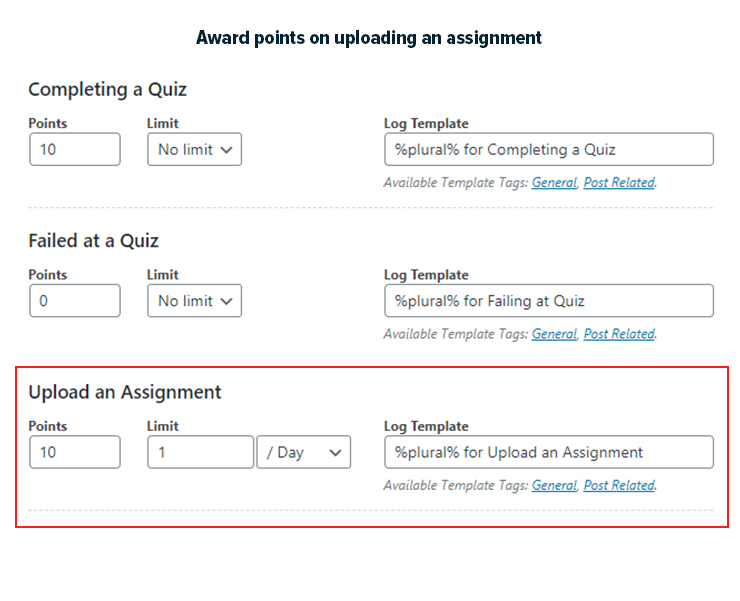 Award points on uploading an assignment
Completing a Quiz
Points Limit Log Template
10 No limit %plural% for Completing a Quiz
Available Template Tags: General, Post Related.
Failed at a Quiz
Points Limit Log Template
0 No limit %plural% for Failing at Quiz
Available Template Tags: General, Post Related.
Upload an Assignment
Points Limit Log Template
10 1 / Day %plural% for Upload an Assignment
Available Template Tags: General, Post Related.